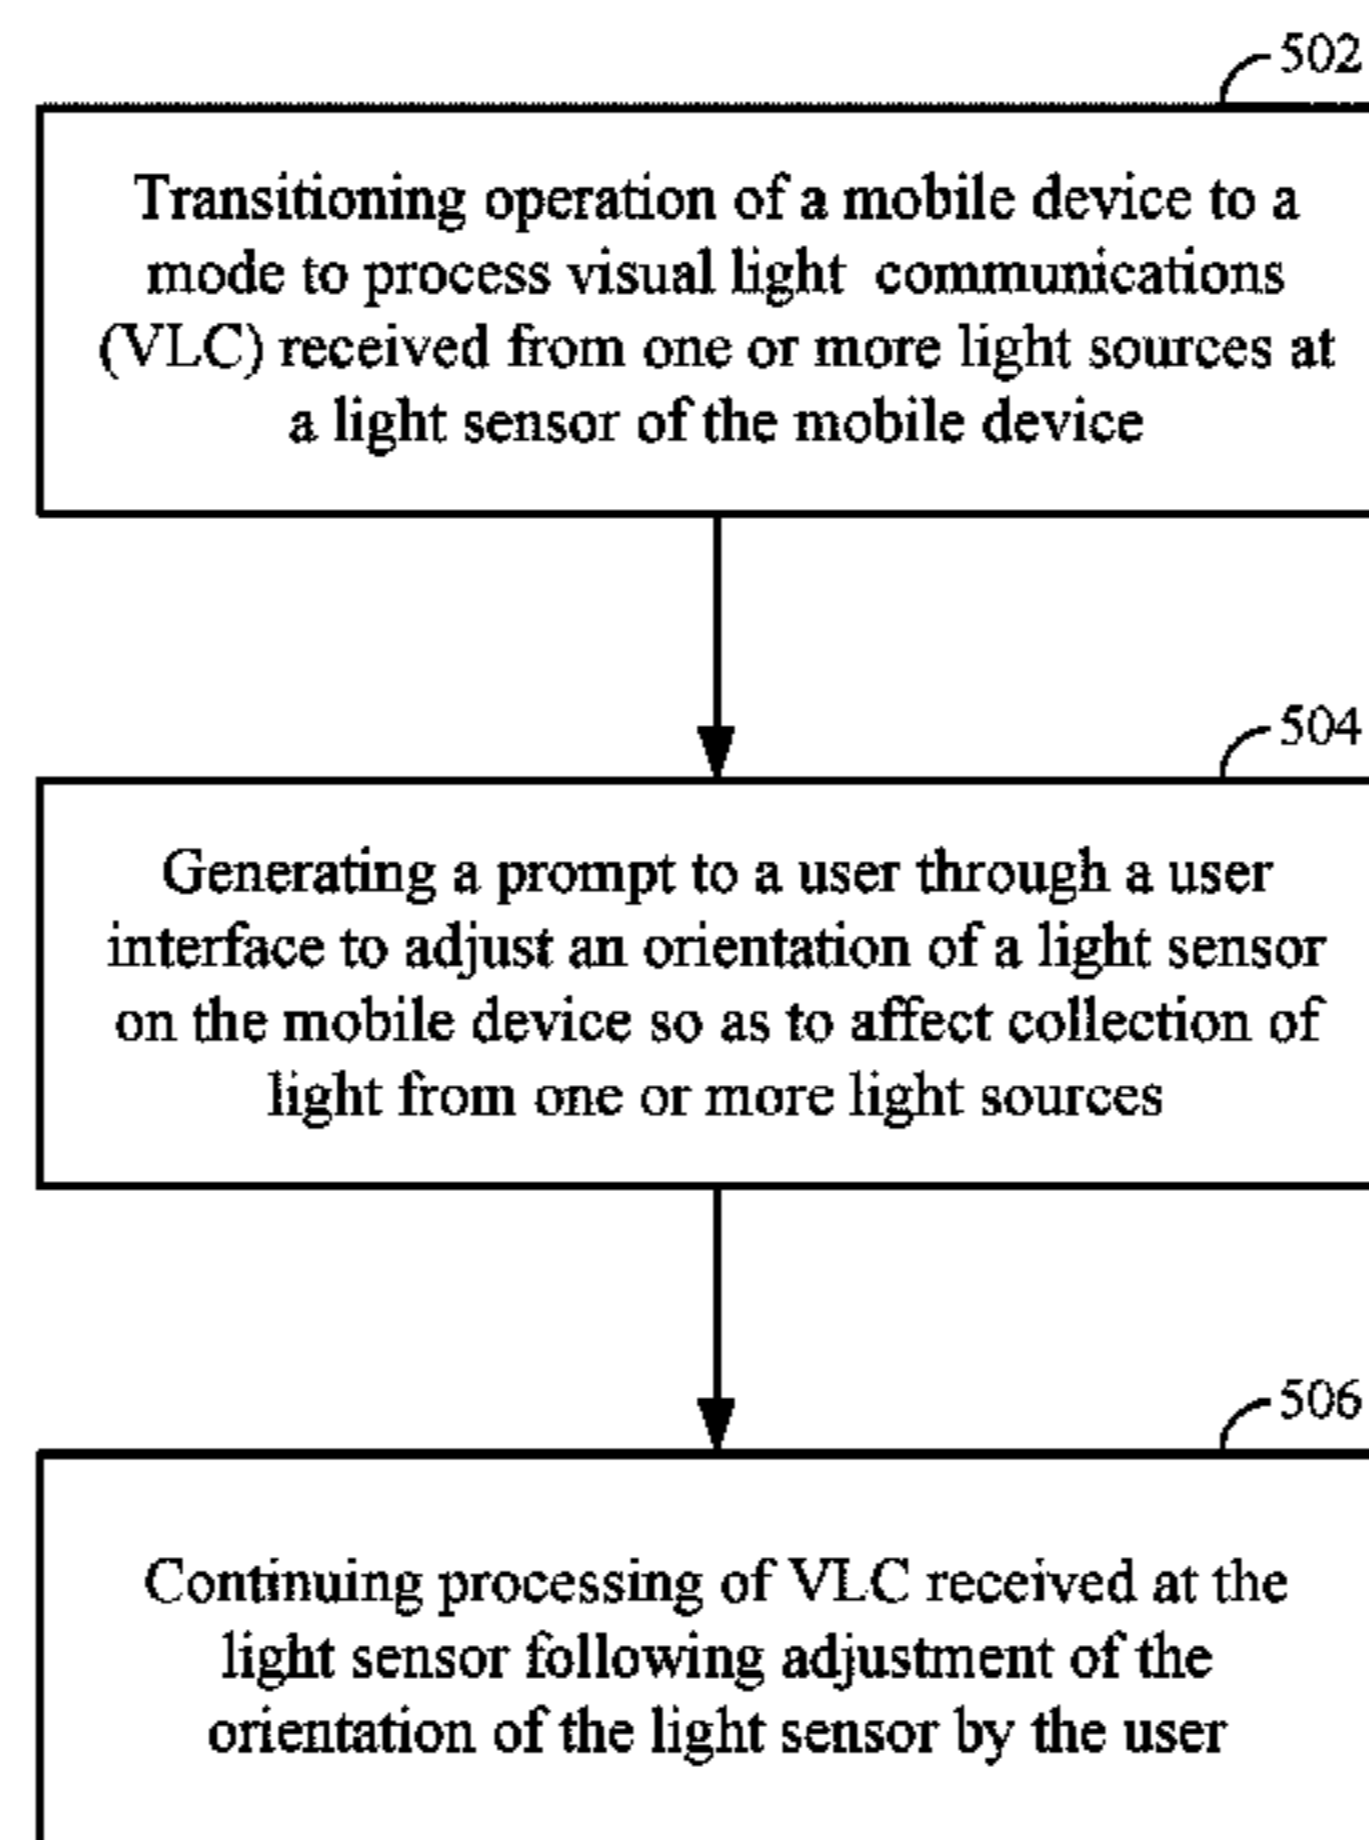 502
Transitioning operation of a mobile device to a
mode to process visual light communications
(VLC) received from one or more light sources at
a light sensor of the mobile device
504
Generating a prompt to a user through a user
interface to adjust an orientation of a light sensor
on the mobile device so as to affect collection of
light from one or more light sources
506
Continuing processing of VLC received at the
light sensor following adjustment of the
orientation of the light sensor by the user